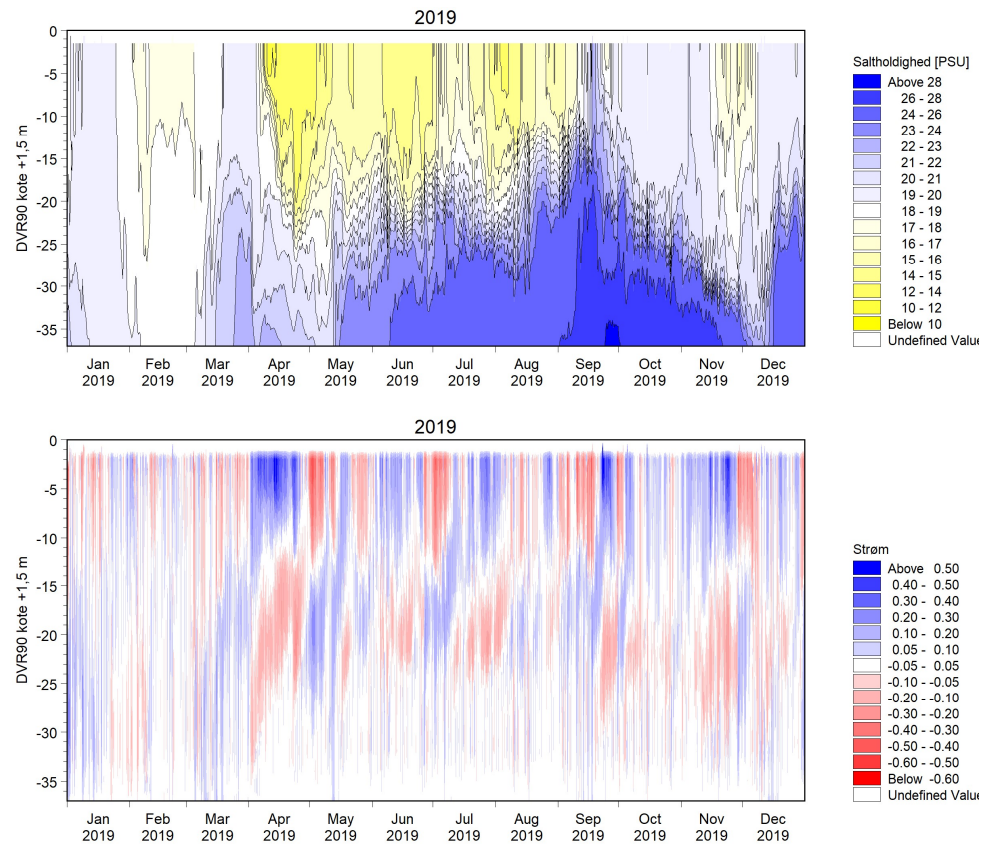 2019
0
-5
-10
-15
-20
-25
-30
-35
DVR90 kote +1,5 m
Jan Feb Mar Apr May Jun Jul Aug Sep Oct Nov Dec
2019 2019 2019 2019 2019 2019 2019 2019 2019 2019 2019 2019
Saltholdighed [PSU]
Above 28
26 - 28
24 - 26
23 - 24
22 - 23
21 - 22
20 - 21
19 - 20
18 - 19
17 - 18
16 - 17
15 - 16
14 - 15
12 - 14
10 - 12
Below 10
Undefined Valu
2019
0
-5
-10
-15
-20
-25
-30
-35
DVR90 kote +1,5 m
Jan Feb Mar Apr May Jun Jul Aug Sep Oct Nov Dec
2019 2019 2019 2019 2019 2019 2019 2019 2019 2019 2019 2019
Strøm
Above 0.50
0.40 - 0.50
0.30 - 0.40
0.20 - 0.30
0.10 - 0.20
0.05 - 0.10
-0.05 - 0.05
-0.10 - -0.05
-0.20 - -0.10
-0.30 - -0.20
-0.40 - -0.30
-0.50 - -0.40
-0.60 - -0.50
Below -0.60
Undefined Valu